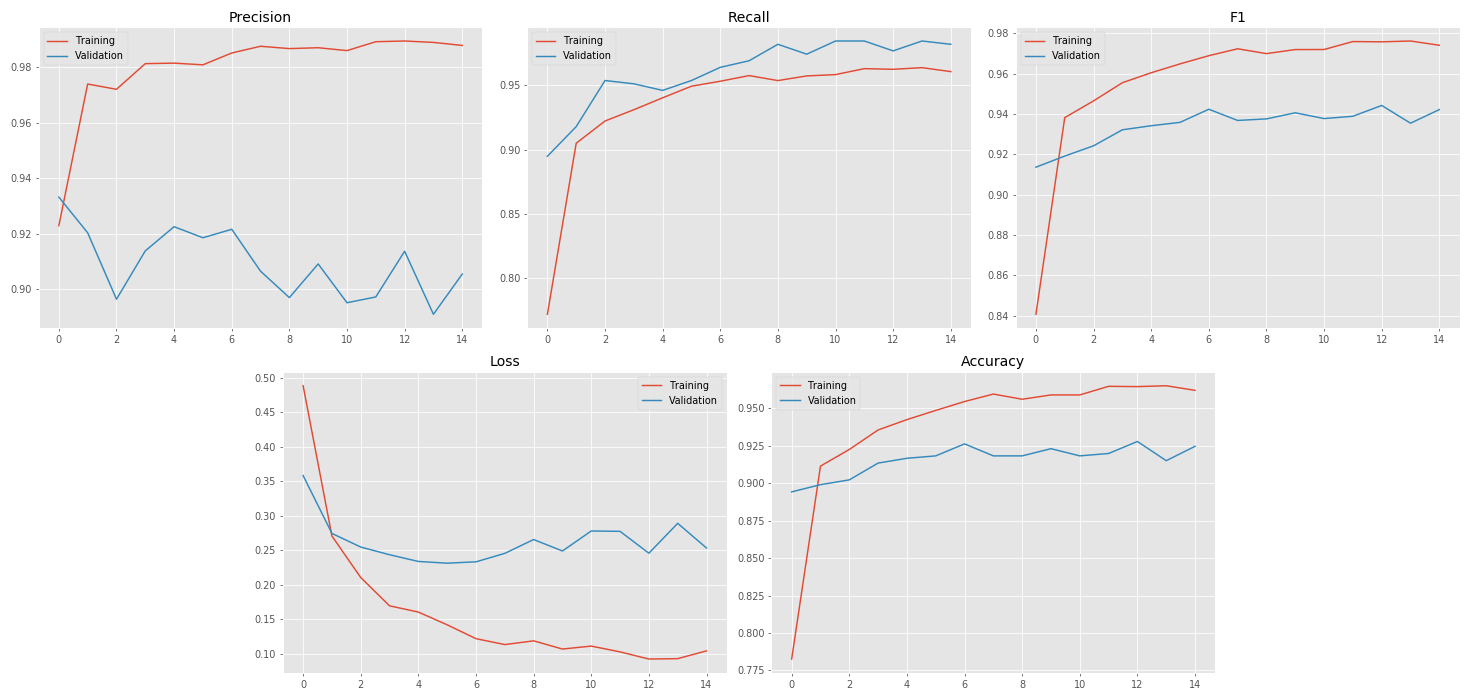 Precision
Training
Validation
0.98
0.96
0.94
0.92
0.90
0 2 4 6 8 10 12 14
Recall
Training
Validation
0.95
0.90
0.85
0.80
0 2 4 6 8 10 12 14
F1
Training
Validation
0.98
0.96
0.94
0.92
0.90
0.88
0.86
0.84
0 2 4 6 8 10 12 14
Loss
Training
Validation
0.50
0.45
0.40
0.35
0.30
0.25
0.20
0.15
0.10
0 2 4 6 8 10 12 14
Accuracy
Training
Validation
0.950
0.925
0.900
0.875
0.850
0.825
0.800
0.775
0 2 4 6 8 10 12 14